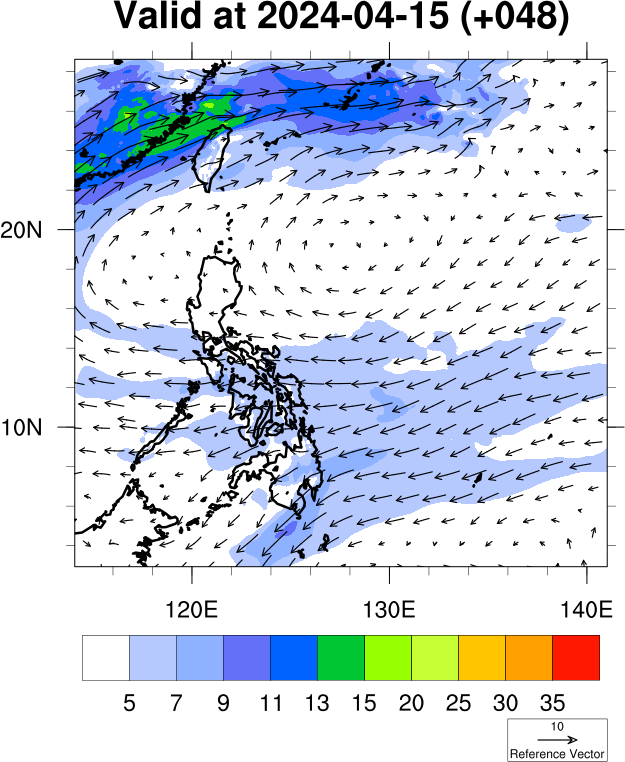 Valid at 2024-04-15 (+048)
20N
10N
120E 130E 140E
5 7 9 11 13 15 20 25 30 35
10
Reference Vector